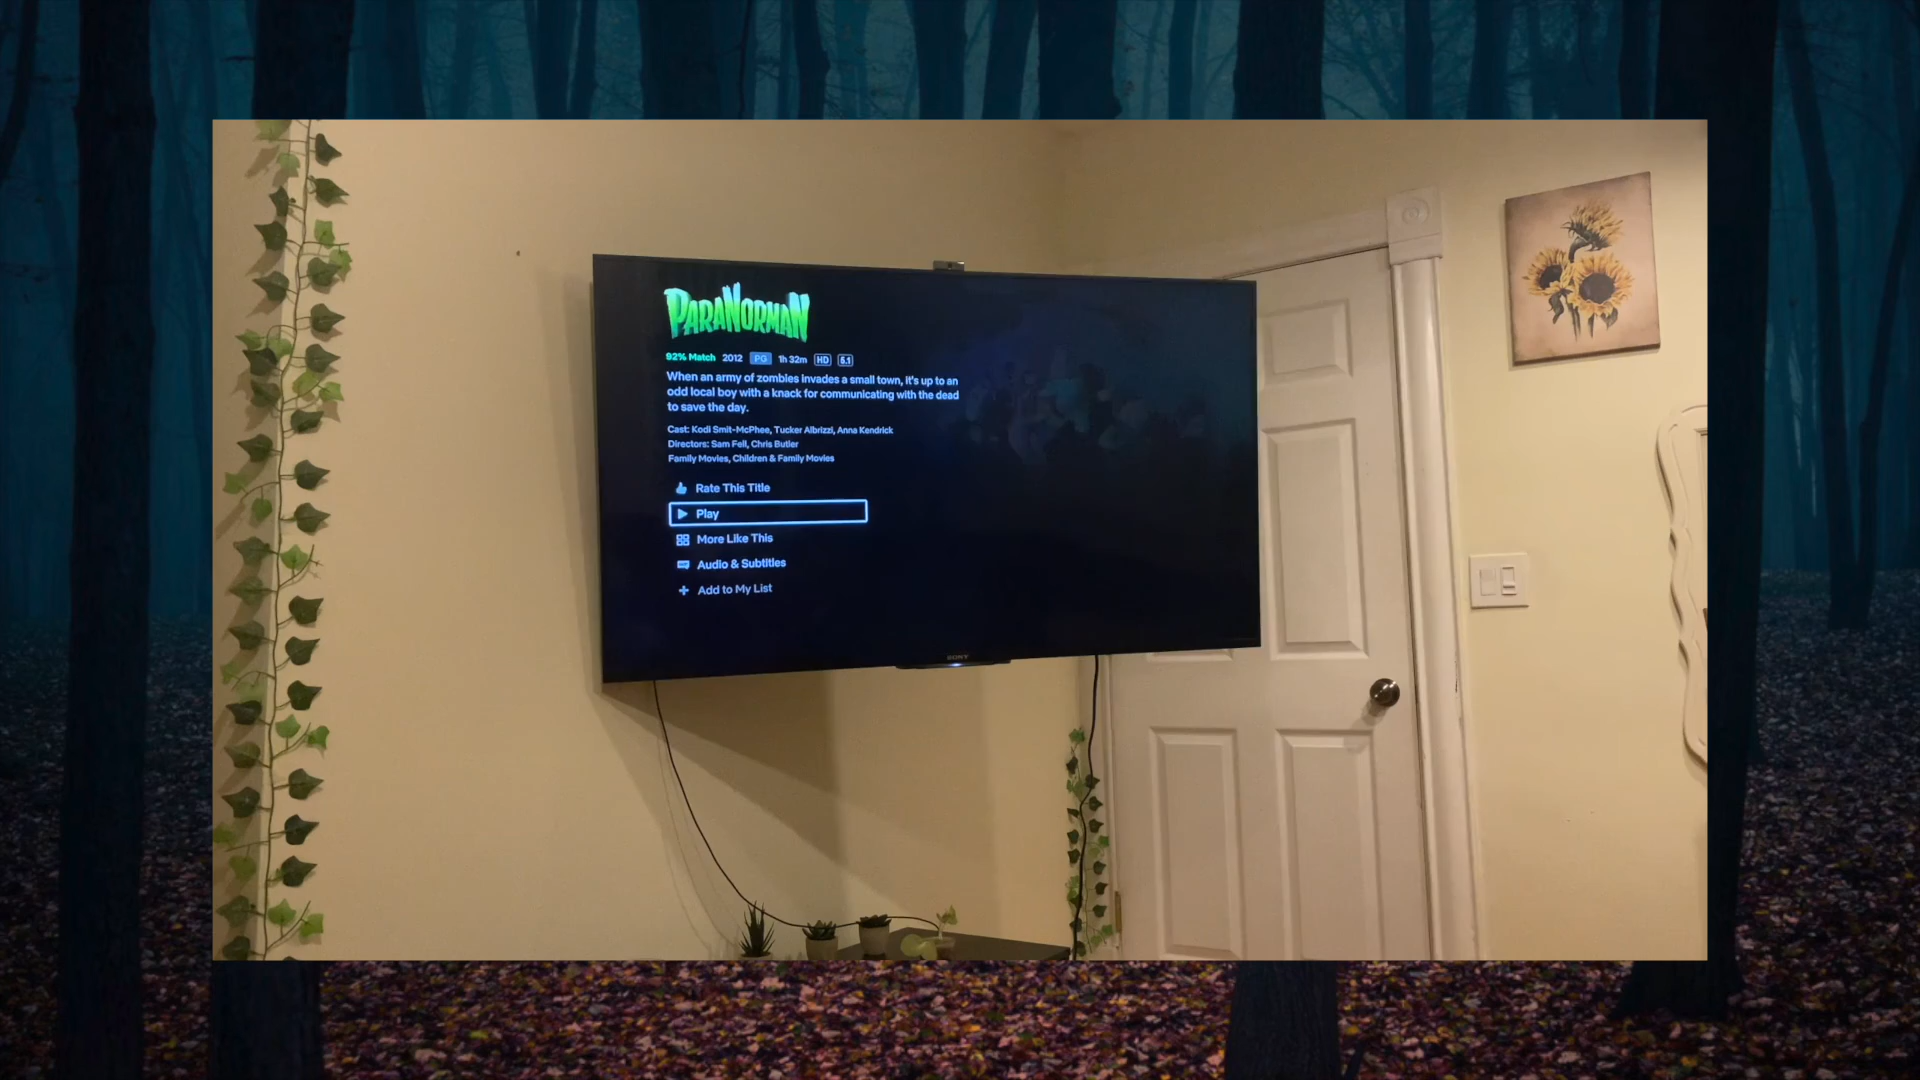 PARANORMAN
92% Match 2012 PG 1h 32m HD 5.1
When an army of zombies invades a small town, it's up to an
odd local boy with a knack for communicating with the dead
to save the day.
Cast: Kodi Smit-McPhee, Tucker Albrizzi, Anna Kendrick
Directors: Sam Fell, Chris Butler
Family Movies, Children & Family Movies
Rate This Title
Play
More Like This
Audio & Subtitles
Add to My List
SONY